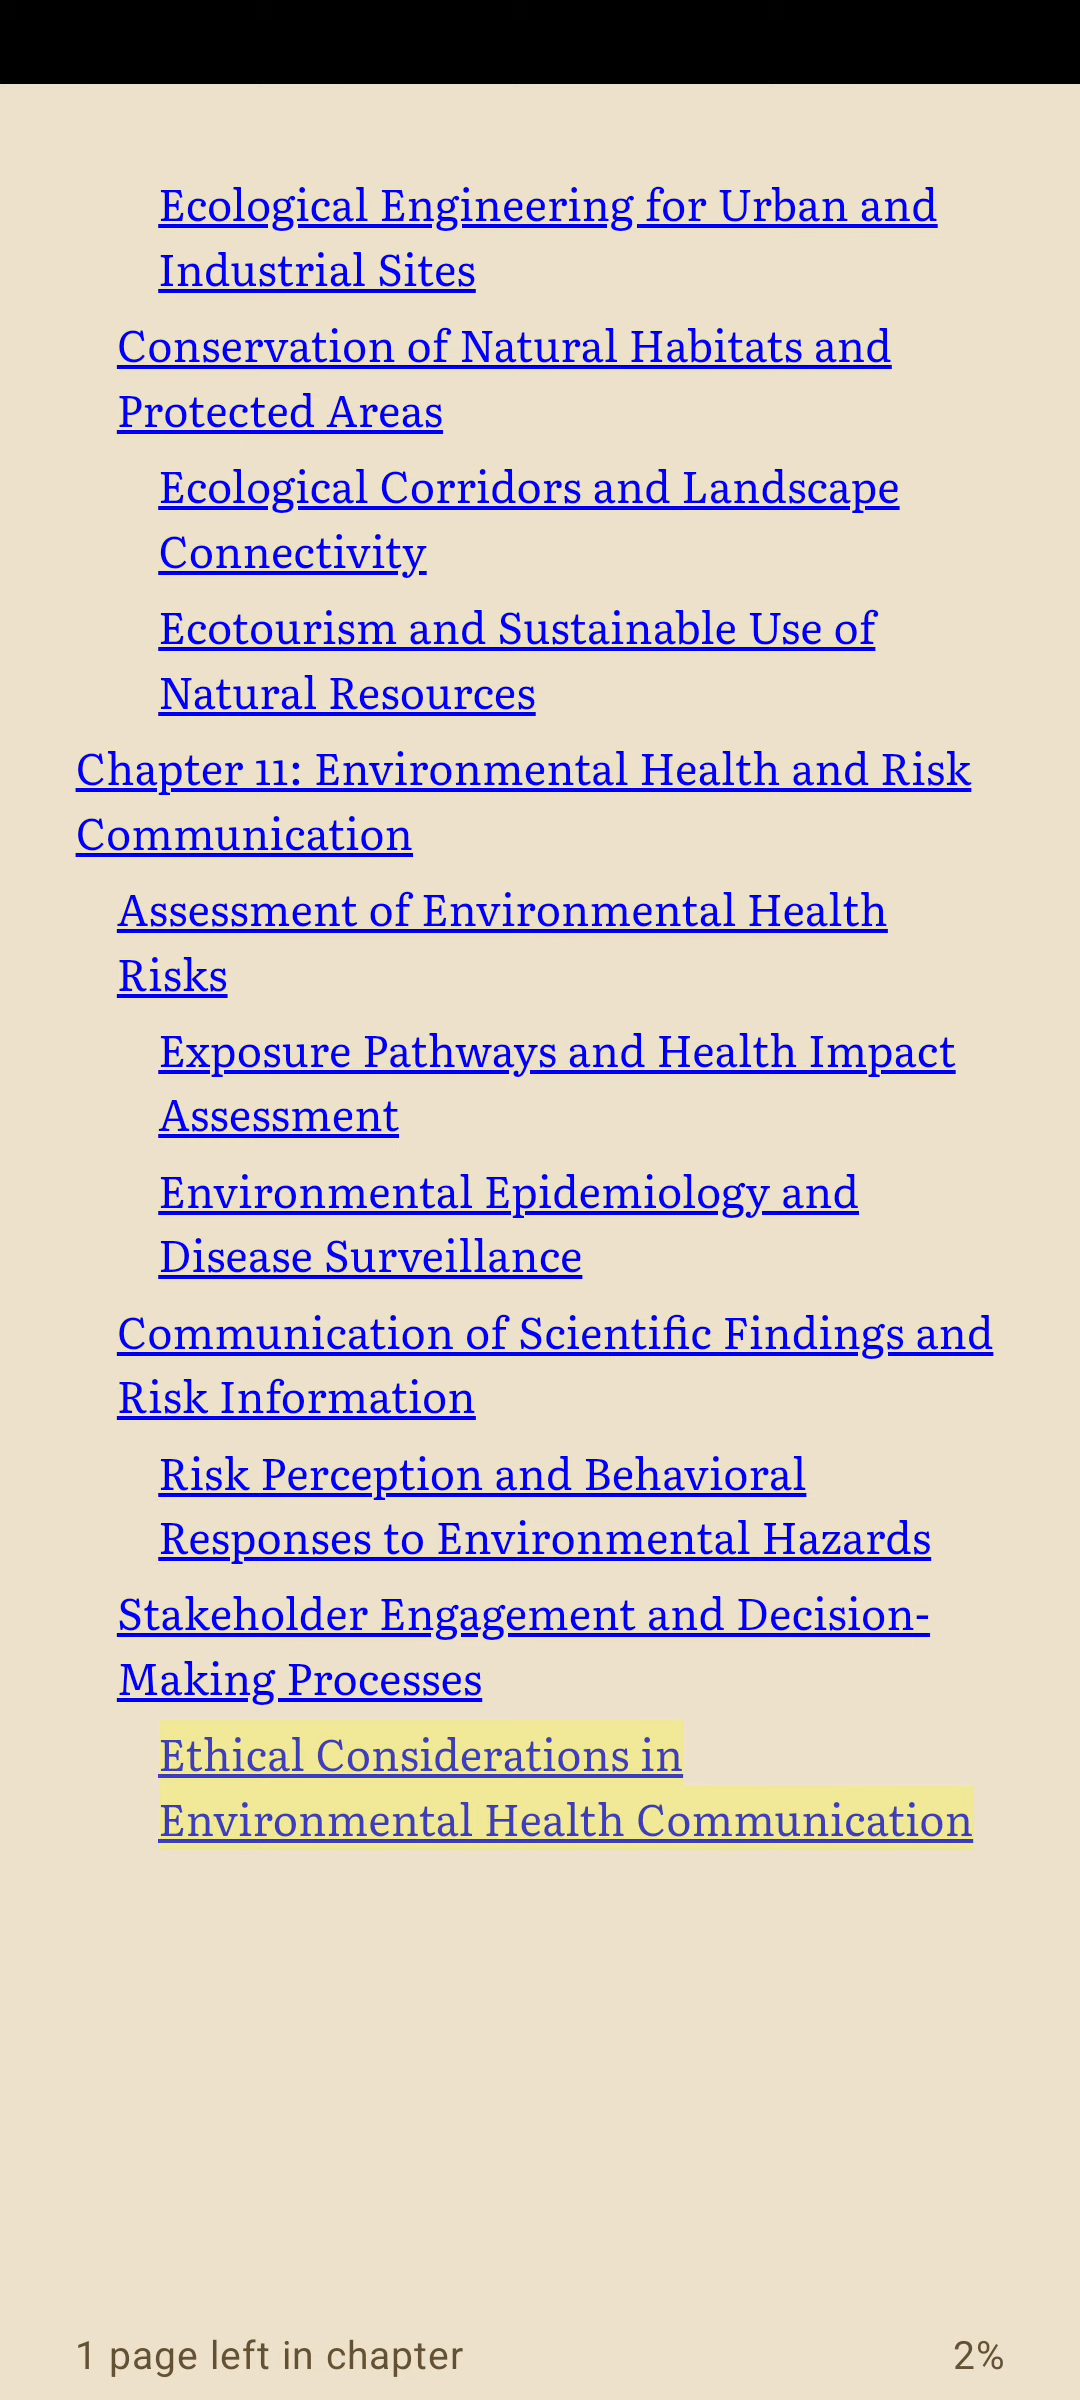 Ecological Engineering for Urban and
Industrial Sites
Conservation of Natural Habitats and
Protected Areas
Ecological Corridors and Landscape
Connectivity
Ecotourism and Sustainable Use of
Natural Resources
Chapter 11: Environmental Health and Risk
Communication
Assessment of Environmental Health
Risks
Exposure Pathways and Health Impact
Assessment
Environmental Epidemiology and
Disease Surveillance
Communication of Scientific Findings and
Risk Information
Risk Perception and Behavioral
Responses to Environmental Hazards
Stakeholder Engagement and Decision-
Making Processes
Ethical Considerations in
Environmental Health Communication
1 page left in chapter 2%